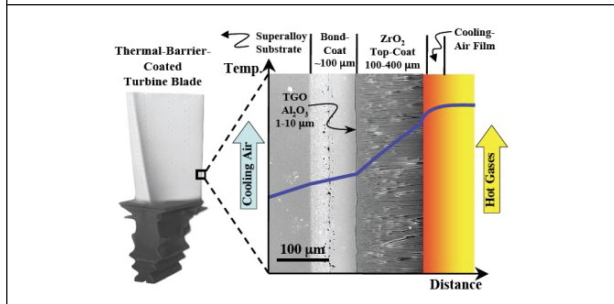 Thermal-Barrier-
Coated
Turbine Blade
Superalloy
Substrate
Bond-
Coat
~100 μm
ZrO2
Top-Coat
100-400 μm
Cooling-
Air Film
Temp.
TGO
Al2O3
1-10 μm
Cooling Air
Hot Gases
100 μm
Distance